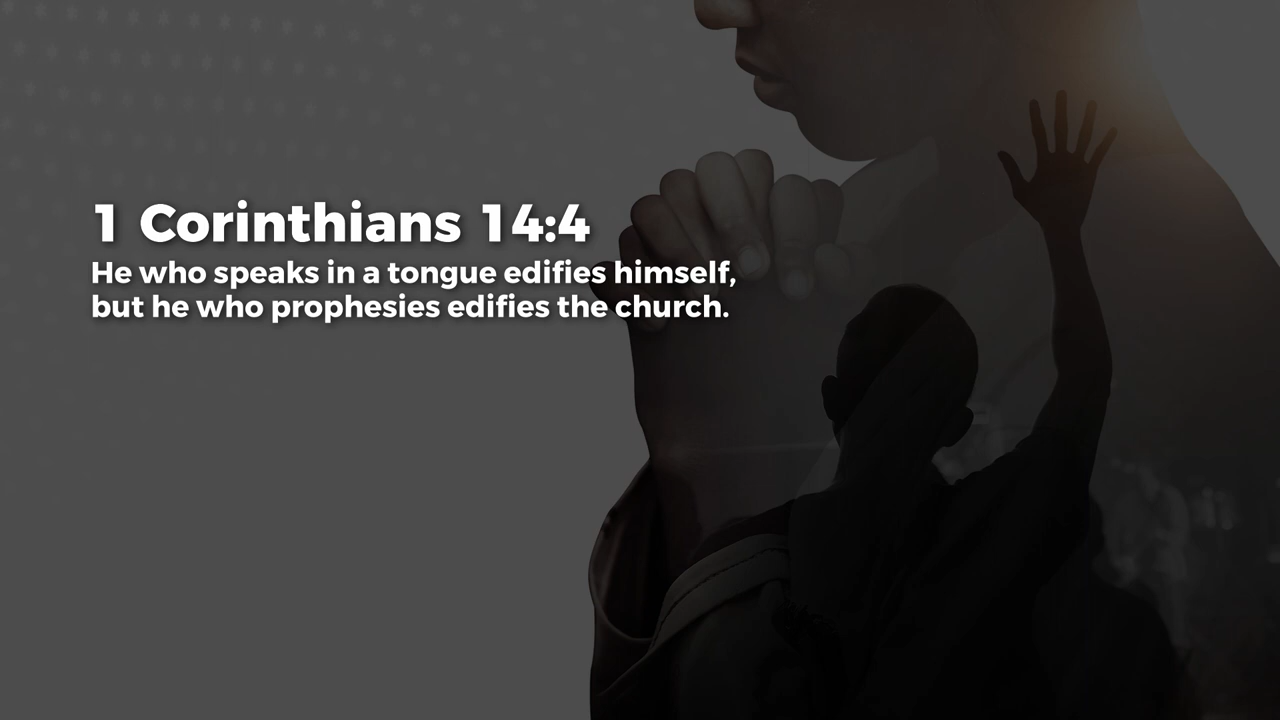 1 Corinthians 14:4
He who speaks in a tongue edifies himself,
but he who prophesies edifies the church.